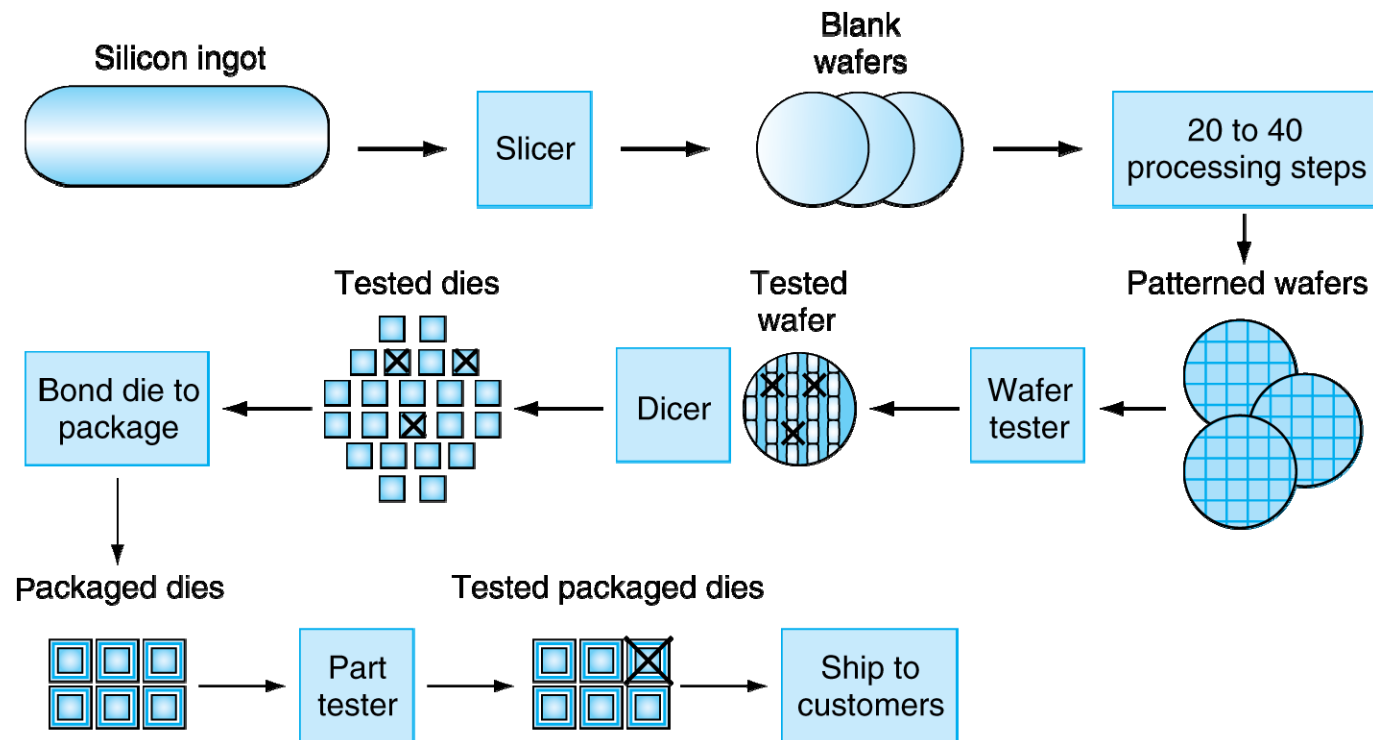 Silicon ingot
Slicer
Blank
wafers
20 to 40
processing steps
Patterned wafers
Wafer
tester
Tested
wafer
Dicer
Tested dies
Bond die to
package
Packaged dies
Part
tester
Tested packaged dies
Ship to
customers